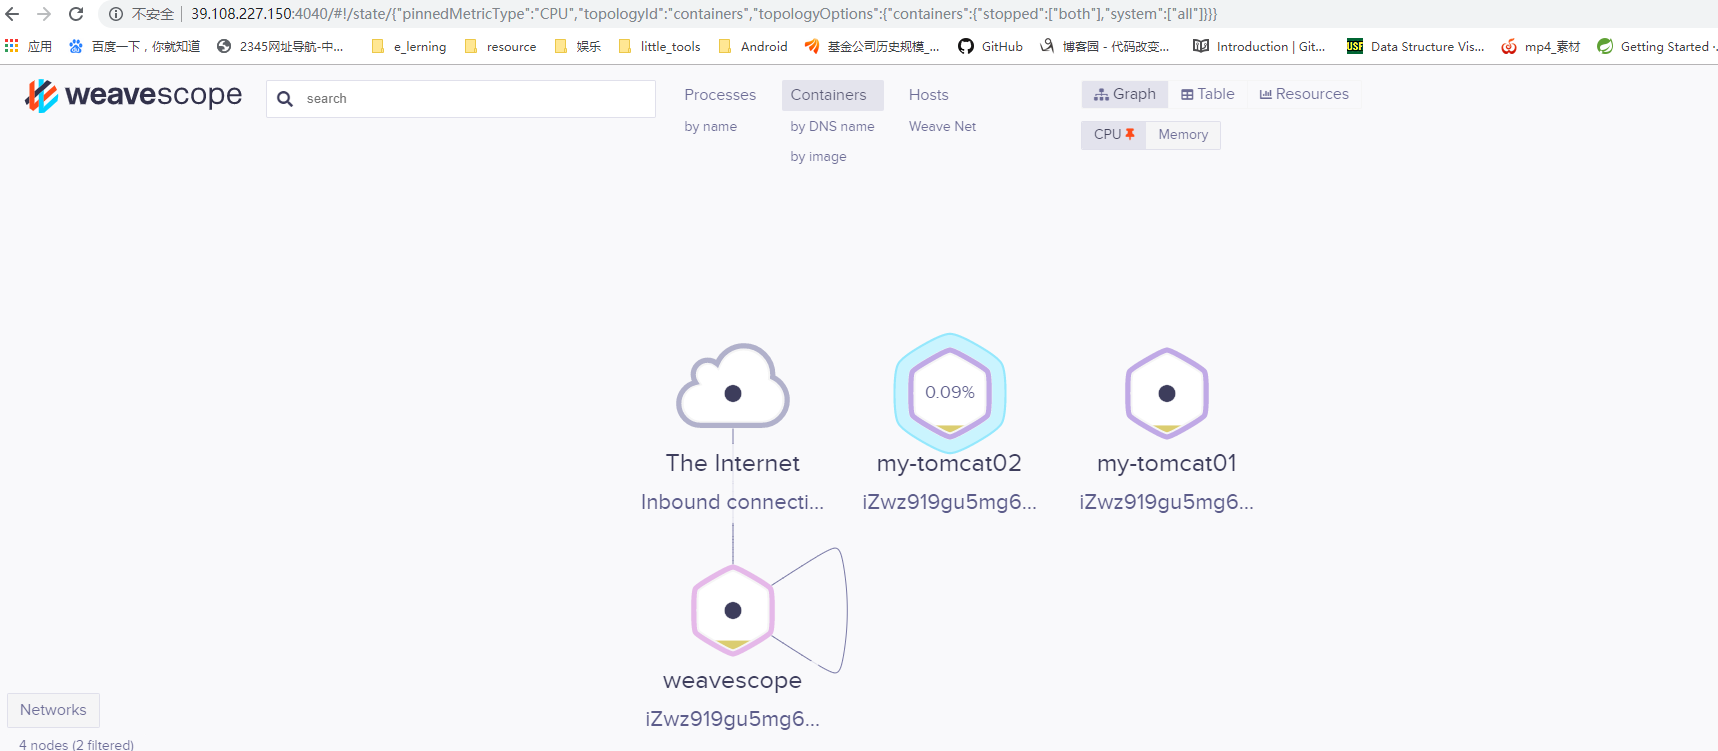 不安全 39.108.227.150:4040/#!/state/{"pinnedMetricType":"CPU","topologyId":"containers","topologyOptions":{"containers":{"stopped":["both"],"system":["all"]}}}
应用 百度一下，你就知道 2345网址导航-中... e_lerning resource 娱乐 little_tools Android 基金公司历史规模_... GitHub 博客园 - 代码改变... Introduction | Git... USF Data Structure Vis... mp4_素材 Getting Started ·
weavescope
search
Processes Containers Hosts
by name by DNS name Weave Net
by image
Graph Table Resources
CPU Memory
0.09%
The Internet my-tomcat02 my-tomcat01
Inbound connecti... iZwz919gu5mg6... iZwz919gu5mg6...
weavescope
iZwz919gu5mg6...
Networks
4 nodes (2 filtered)